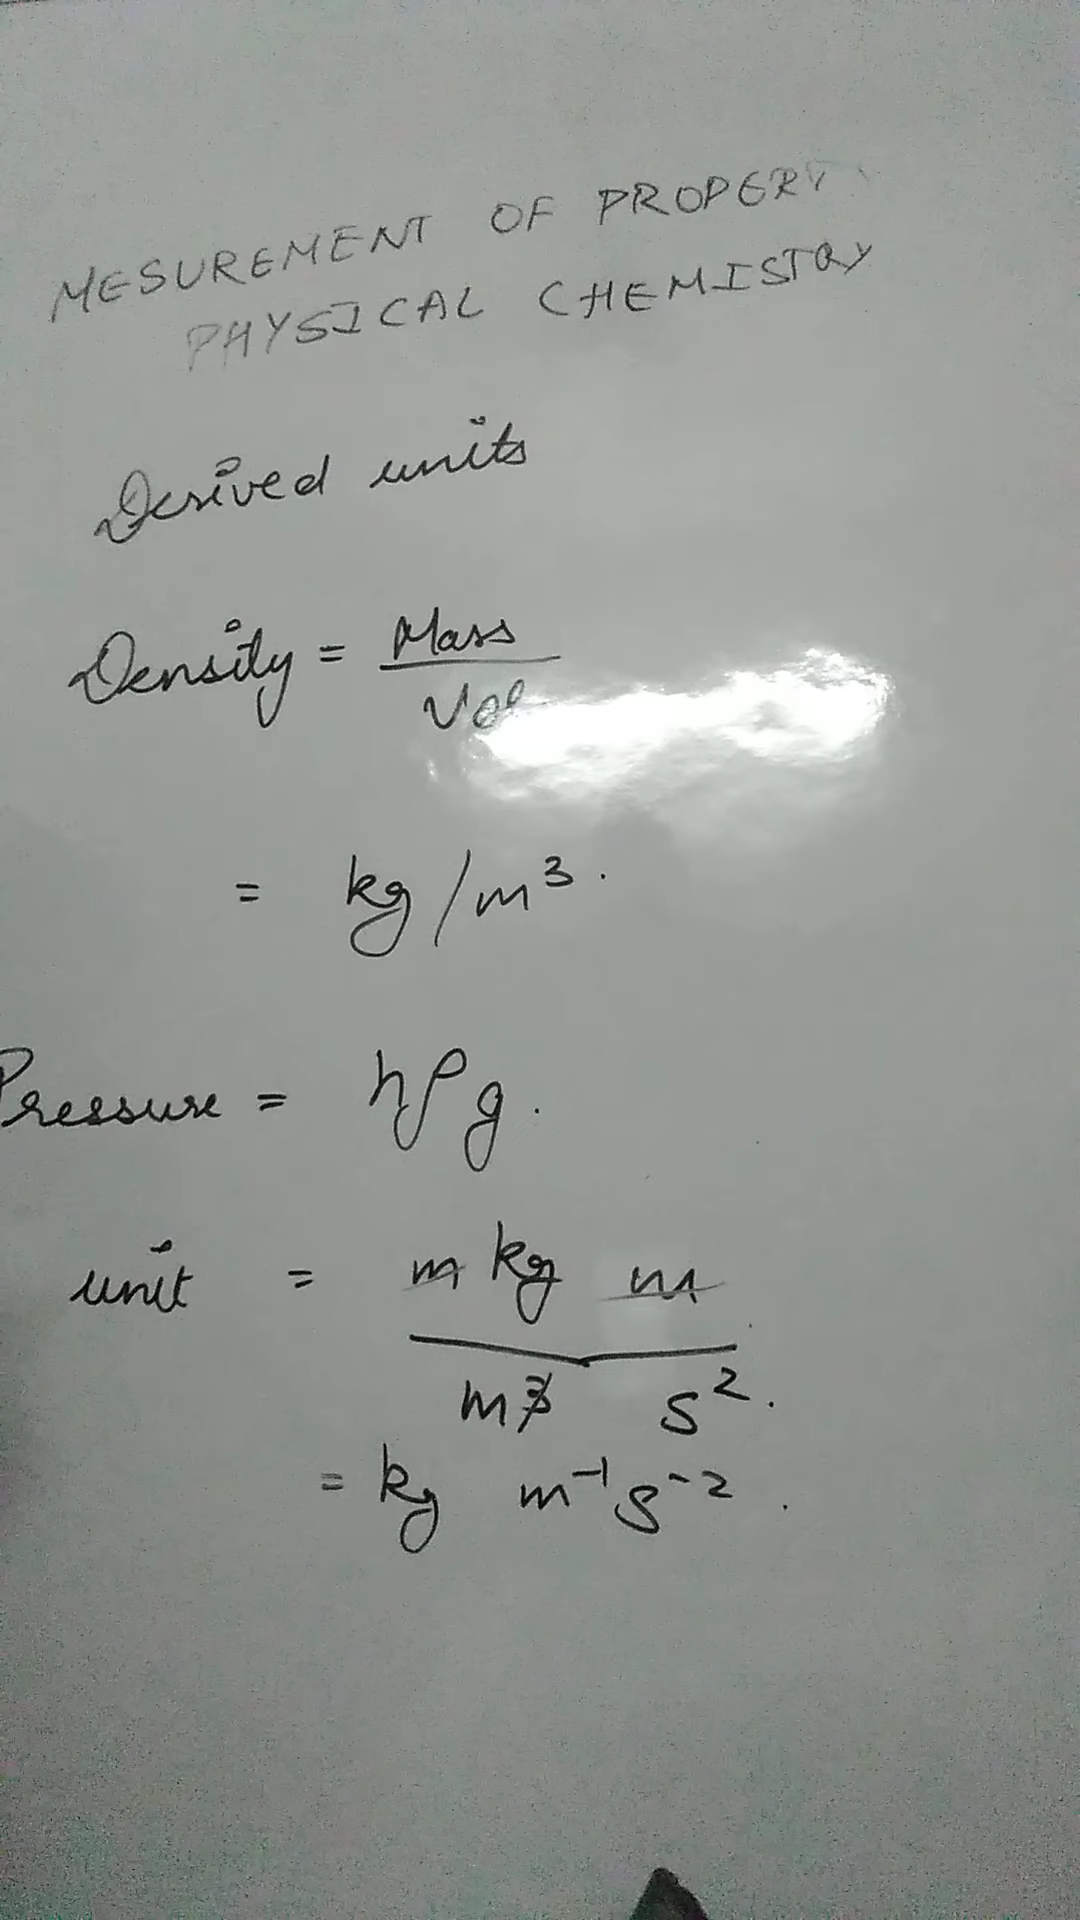 MESUREMENT OF PROPERTY
PHYSICAL CHEMISTRY
Derived units
Density = Mass / Vol
= kg/m³.
Pressure = hρg.
unit = m kg m / m³ s².
= kg m⁻¹s⁻².